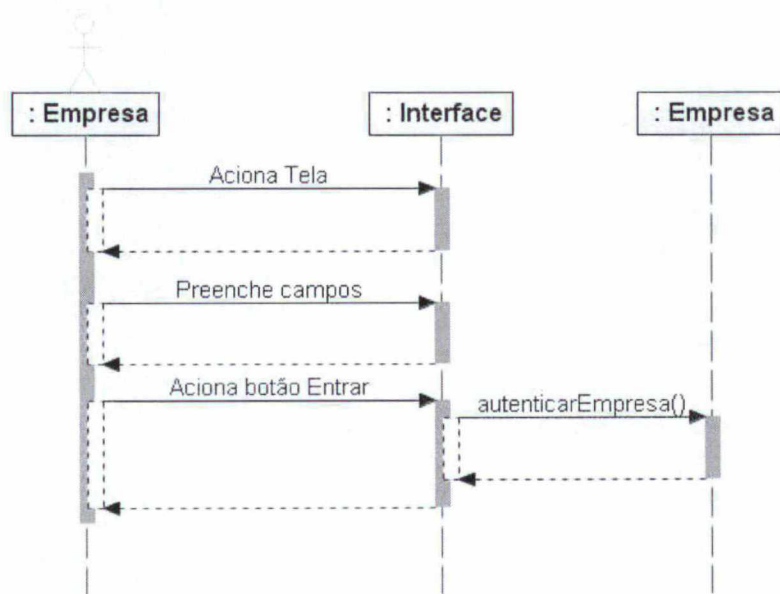 : Empresa
: Interface
: Empresa
Aciona Tela
Preenche campos
Aciona botão Entrar
autenticarEmpresa()